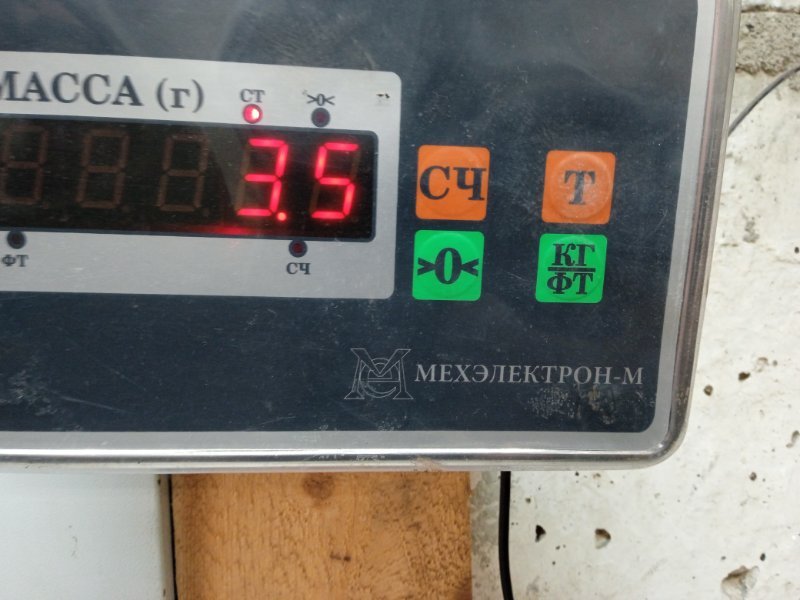 МАССА (г)
СТ
>0<
3.5
СЧ
Т
ФТ
СЧ
>0<
КГ
ФТ
МЕХЭЛЕКТРОН-М